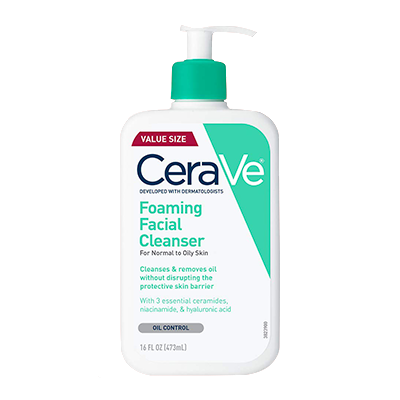 VALUE SIZE
CeraVe®
DEVELOPED WITH DERMATOLOGISTS
Foaming
Facial
Cleanser
For Normal to Oily Skin
Cleanses & removes oil
without disrupting the
protective skin barrier
With 3 essential ceramides,
niacinamide, & hyaluronic acid
OIL CONTROL
16 FL OZ (473mL)